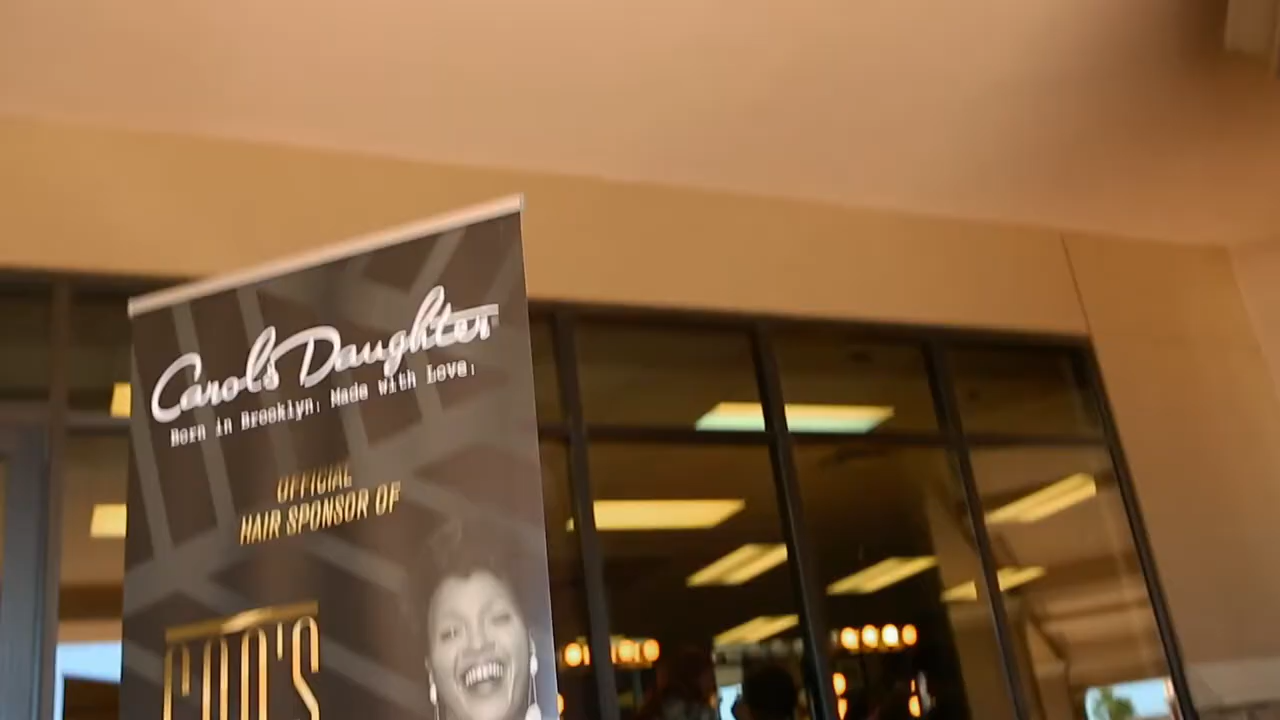 Carol's Daughter
Born in Brooklyn. Made with Love.
OFFICIAL
HAIR SPONSOR OF